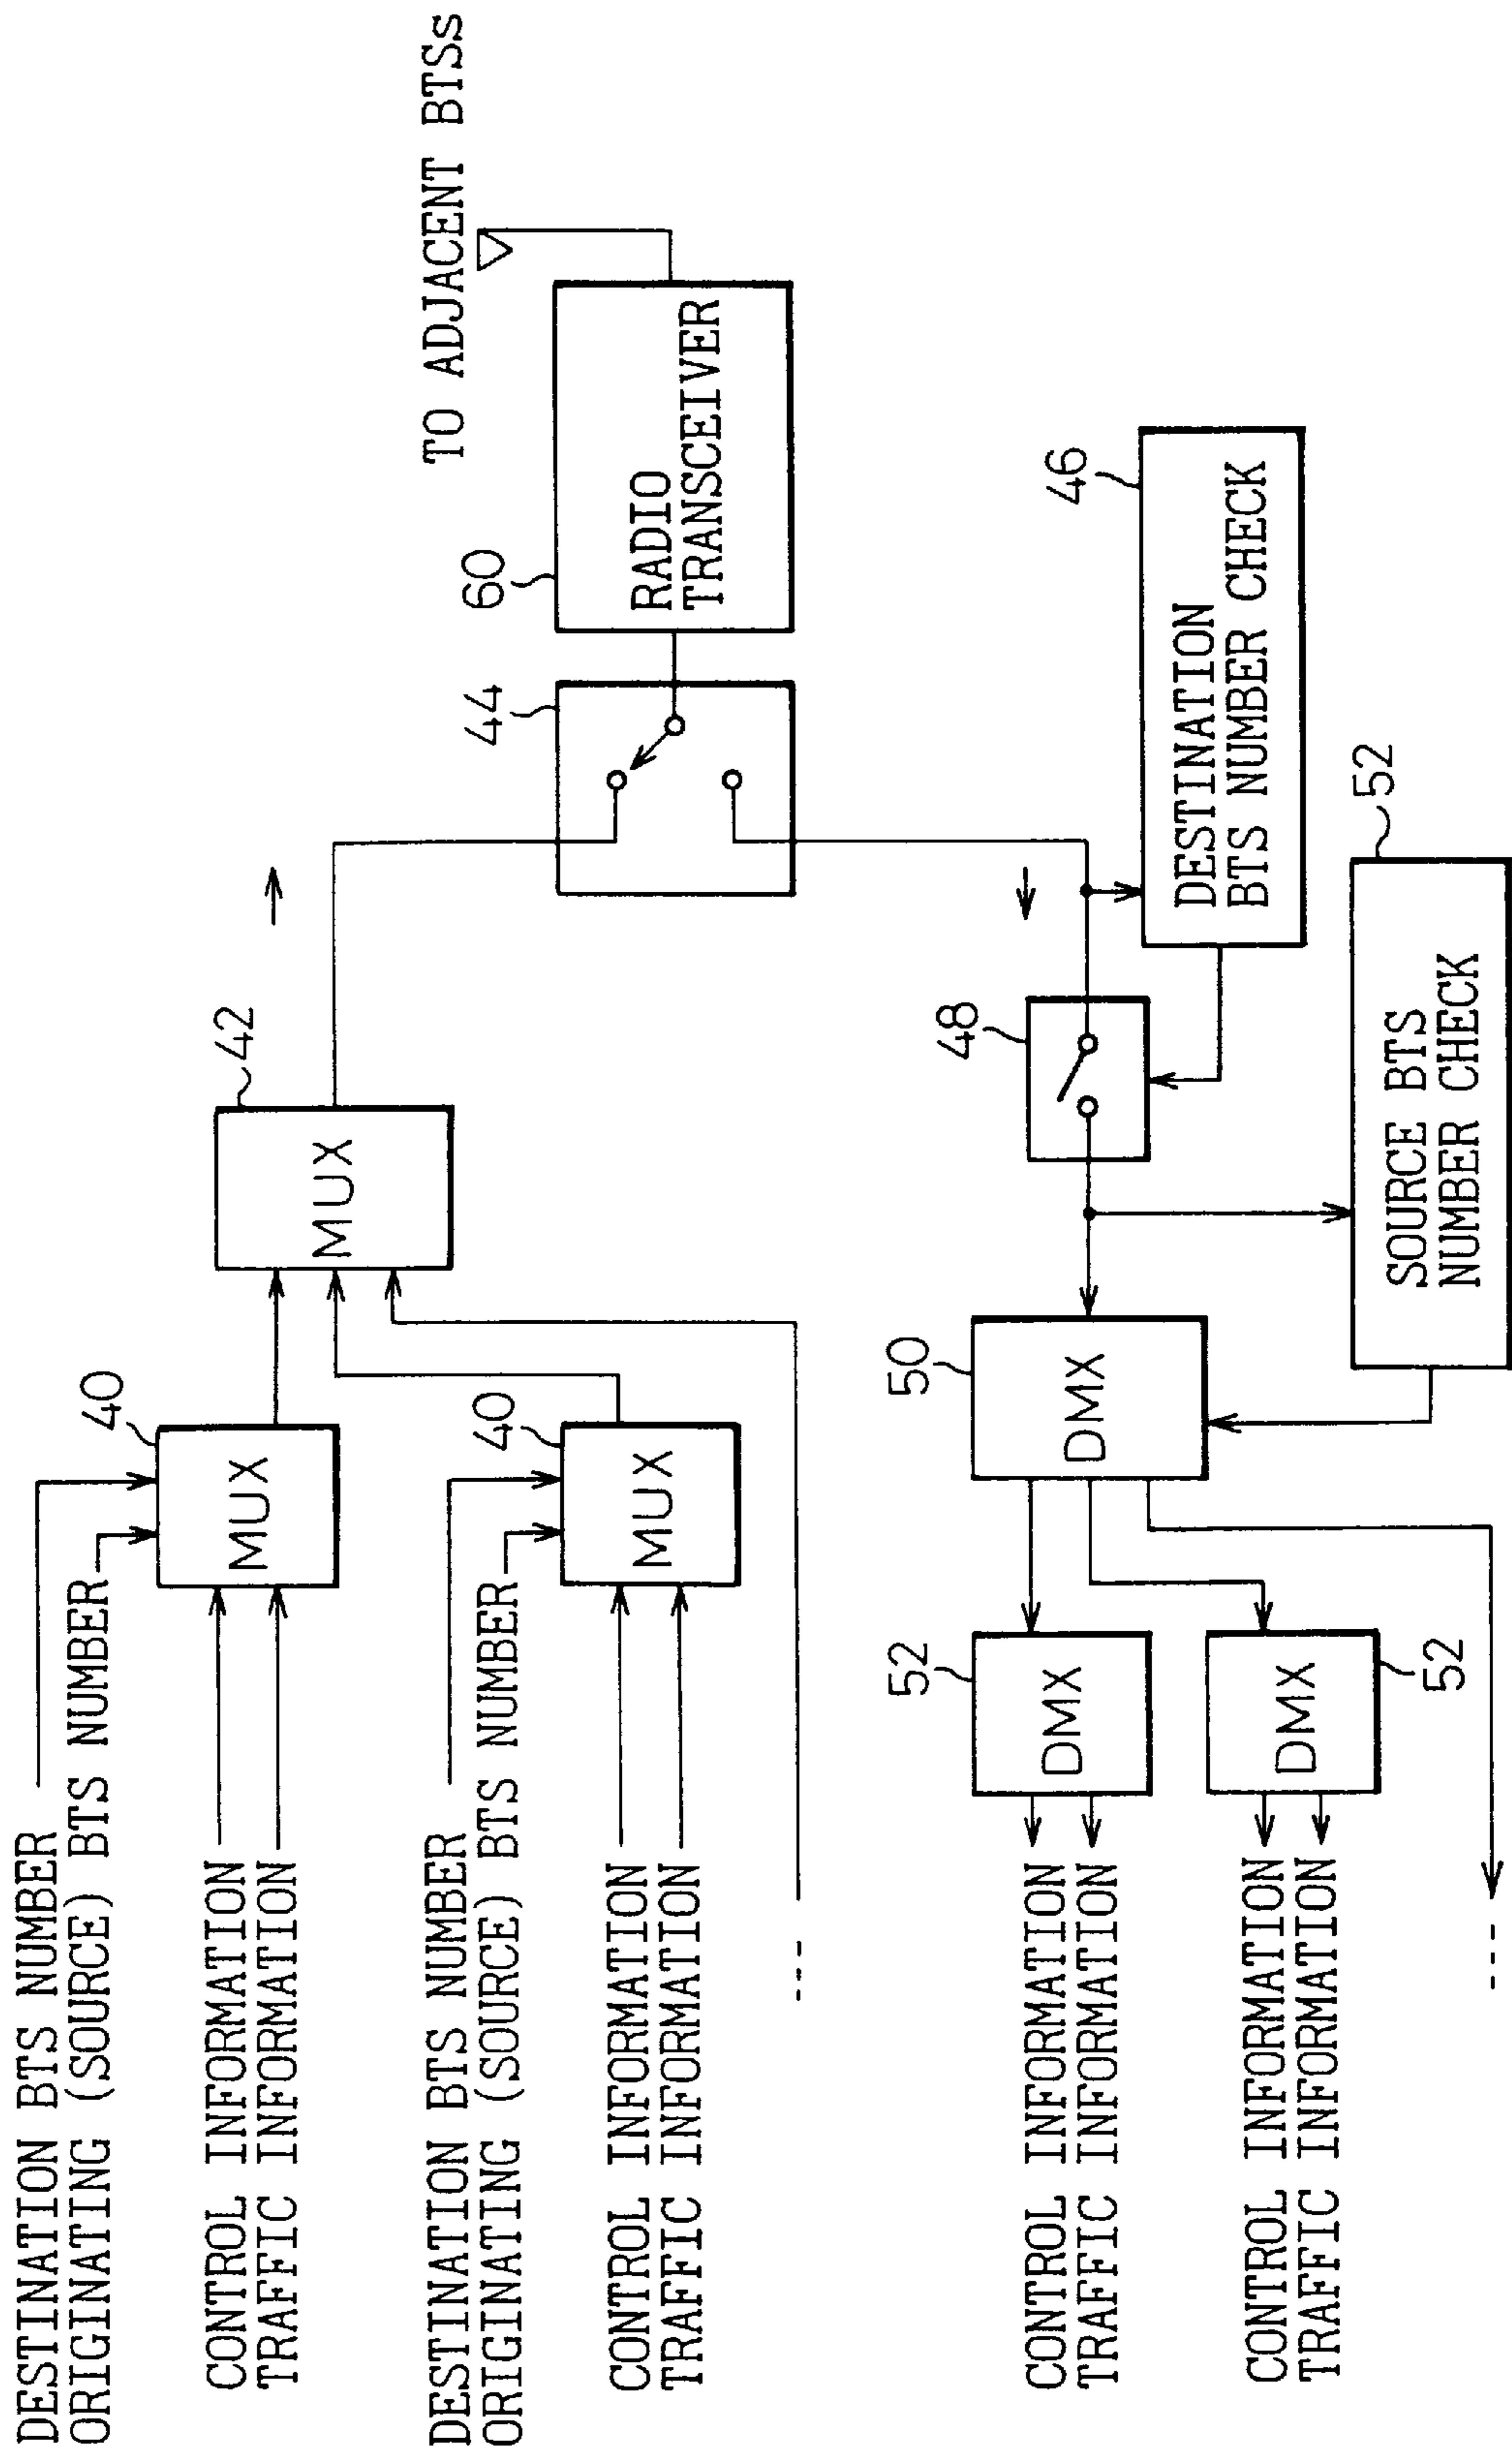 DESTINATION BTS NUMBER
ORIGINATING (SOURCE) BTS NUMBER
CONTROL INFORMATION
TRAFFIC INFORMATION
40
MUX
DESTINATION BTS NUMBER
ORIGINATING (SOURCE) BTS NUMBER
CONTROL INFORMATION
TRAFFIC INFORMATION
40
MUX
42
MUX
44
60
RADIO
TRANSCEIVER
TO ADJACENT BTSs
46
DESTINATION
BTS NUMBER CHECK
48
52
SOURCE BTS
NUMBER CHECK
50
DMX
52
DMX
CONTROL INFORMATION
TRAFFIC INFORMATION
52
DMX
CONTROL INFORMATION
TRAFFIC INFORMATION